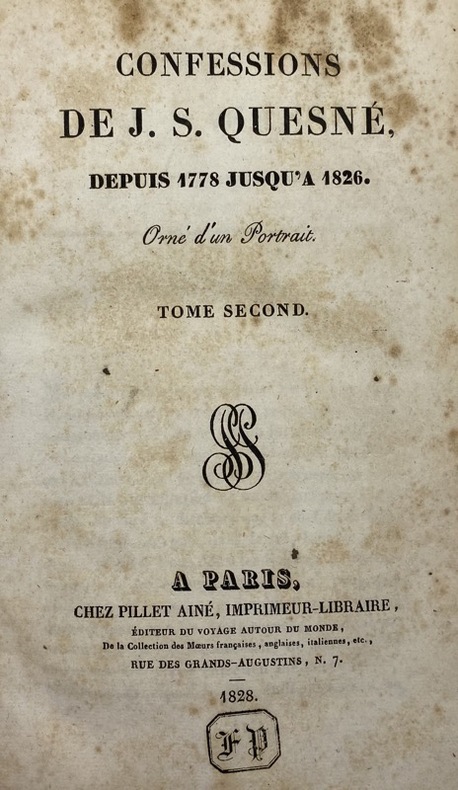 CONFESSIONS
DE J. S. QUESNÉ,
DEPUIS 1778 JUSQU'A 1826.
Orné d'un Portrait.
TOME SECOND.
A PARIS,
CHEZ PILLET AINÉ, IMPRIMEUR-LIBRAIRE,
ÉDITEUR DU VOYAGE AUTOUR DU MONDE,
De la Collection des Mœurs françaises, anglaises, italiennes, etc.,
RUE DES GRANDS-AUGUSTINS, N. 7.
1828.
FP